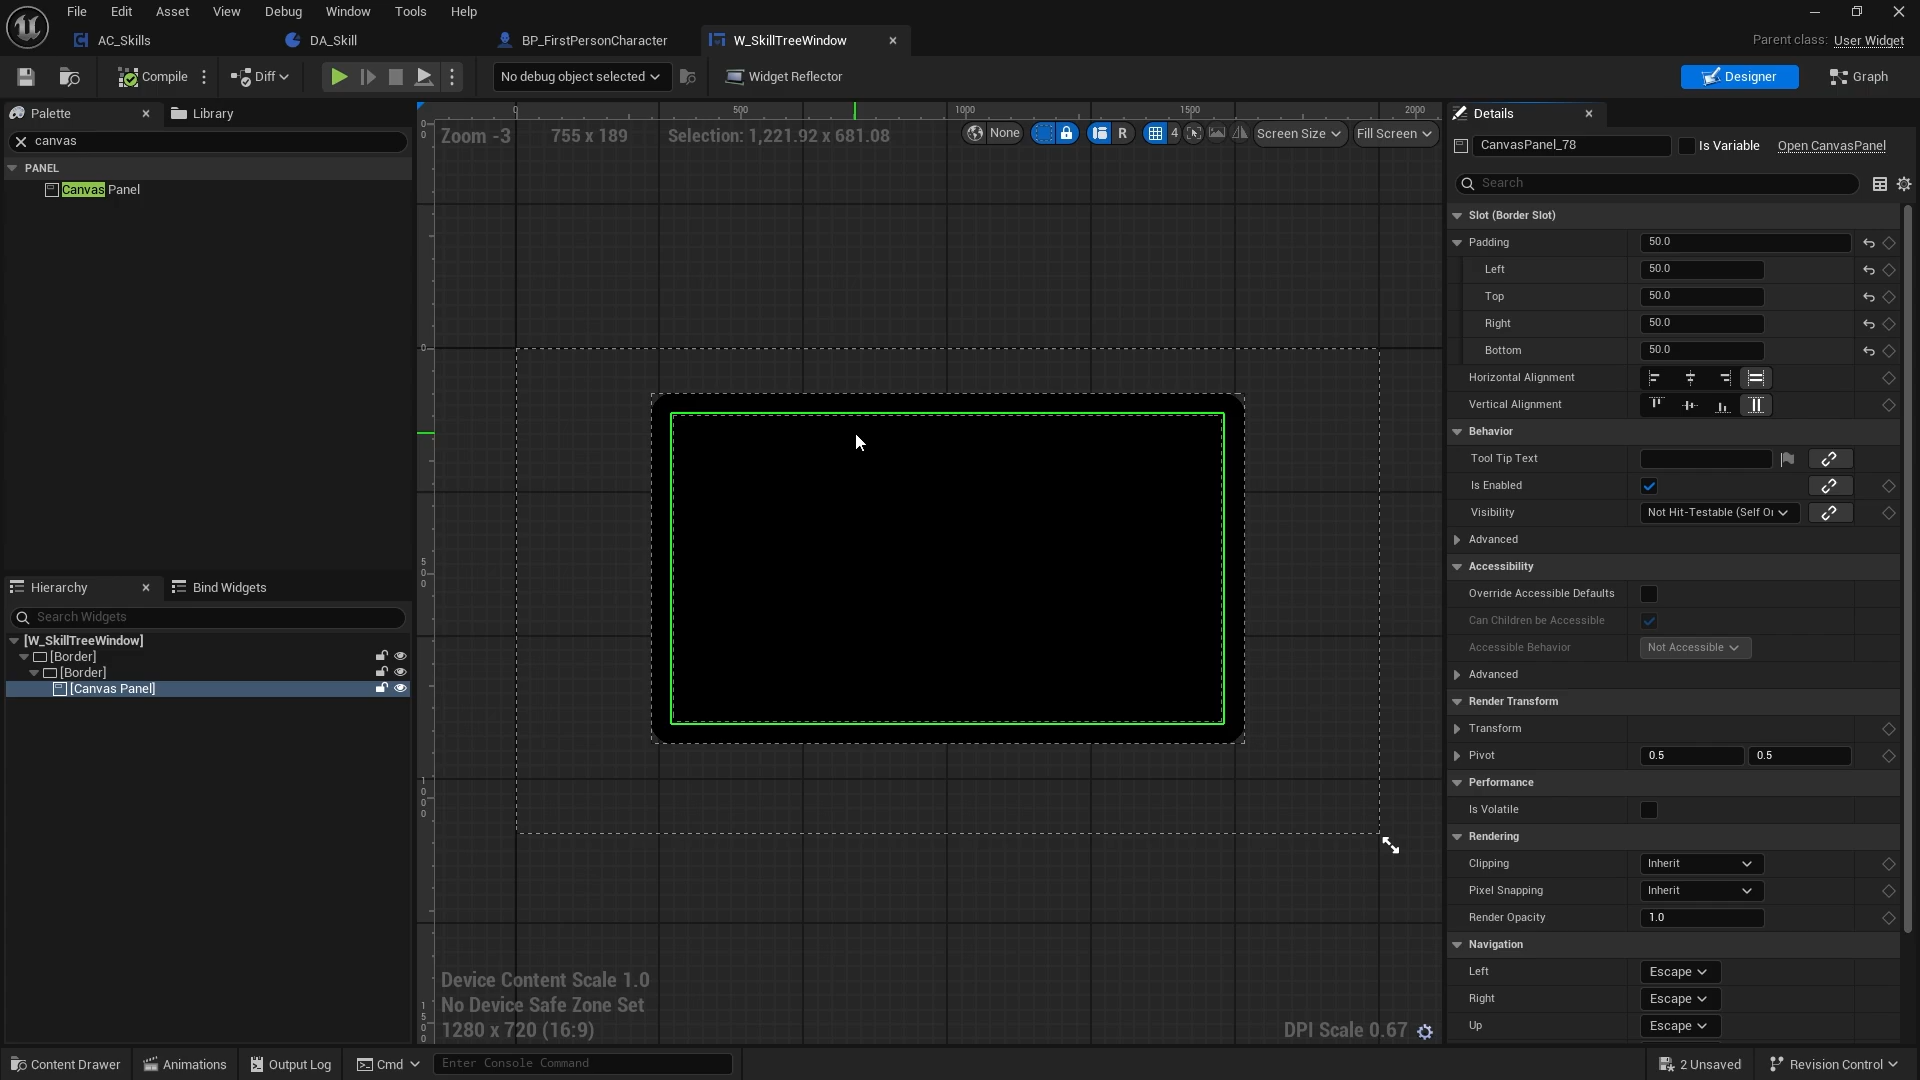 File Edit Asset View Debug Window Tools Help
AC_Skills DA_Skill BP_FirstPersonCharacter W_SkillTreeWindow
Parent class: User Widget
Compile Diff No debug object selected Widget Reflector Designer Graph
Palette Library
canvas
PANEL
Canvas Panel
Hierarchy Bind Widgets
Search Widgets
[W_SkillTreeWindow]
[Border]
[Border]
[Canvas Panel]
0 500 1000 1500 2000
Zoom -3 755 x 189 Selection: 1,221.92 x 681.08
None R 4 Screen Size Fill Screen
0
0
500
1000
1500
Device Content Scale 1.0
No Device Safe Zone Set
1280 x 720 (16:9)
DPI Scale 0.67
Details
CanvasPanel_78 Is Variable Open CanvasPanel
Search
Slot (Border Slot)
Padding 50.0
Left 50.0
Top 50.0
Right 50.0
Bottom 50.0
Horizontal Alignment
Vertical Alignment
Behavior
Tool Tip Text
Is Enabled
Visibility Not Hit-Testable (Self O
Advanced
Accessibility
Override Accessible Defaults
Can Children be Accessible
Accessible Behavior Not Accessible
Advanced
Render Transform
Transform
Pivot 0.5 0.5
Performance
Is Volatile
Rendering
Clipping Inherit
Pixel Snapping Inherit
Render Opacity 1.0
Navigation
Left Escape
Right Escape
Up Escape
Content Drawer Animations Output Log Cmd Enter Console Command 2 Unsaved Revision Control